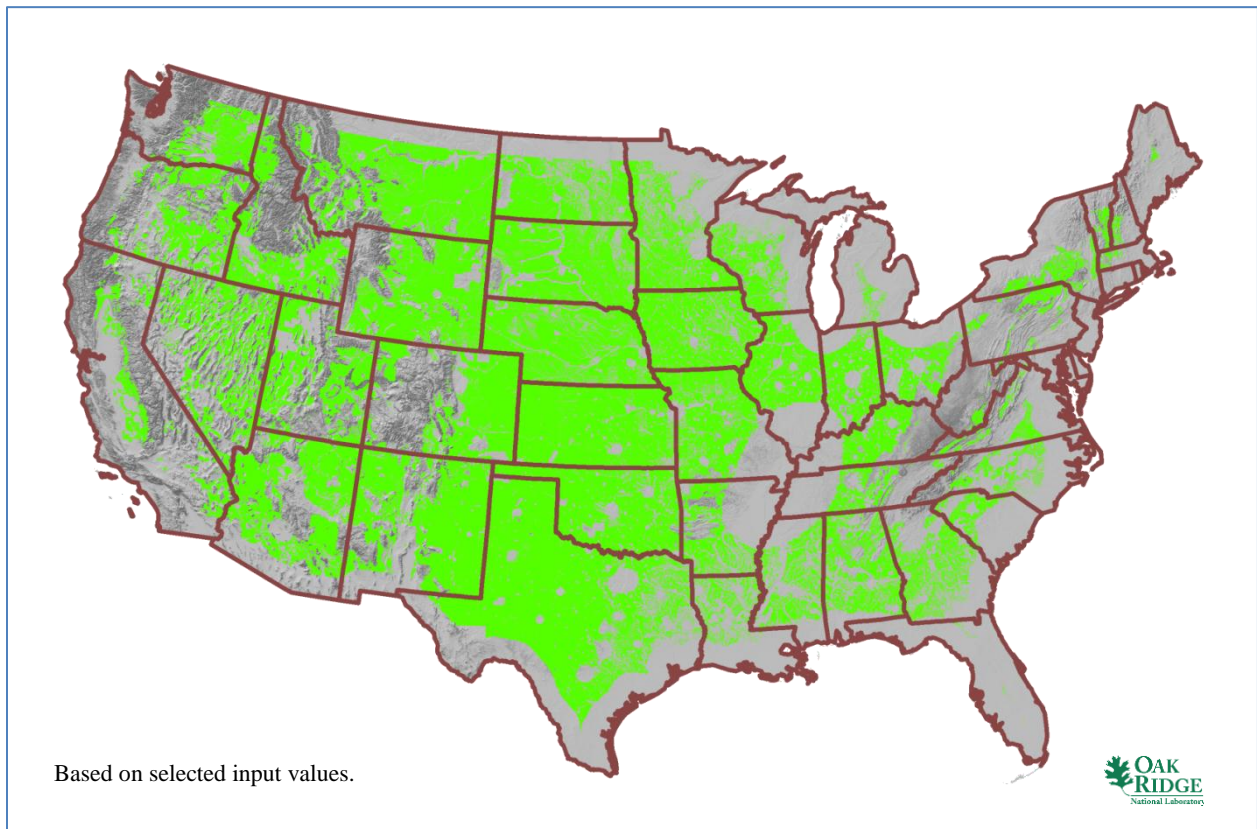 Based on selected input values.
OAK
RIDGE
National Laboratory